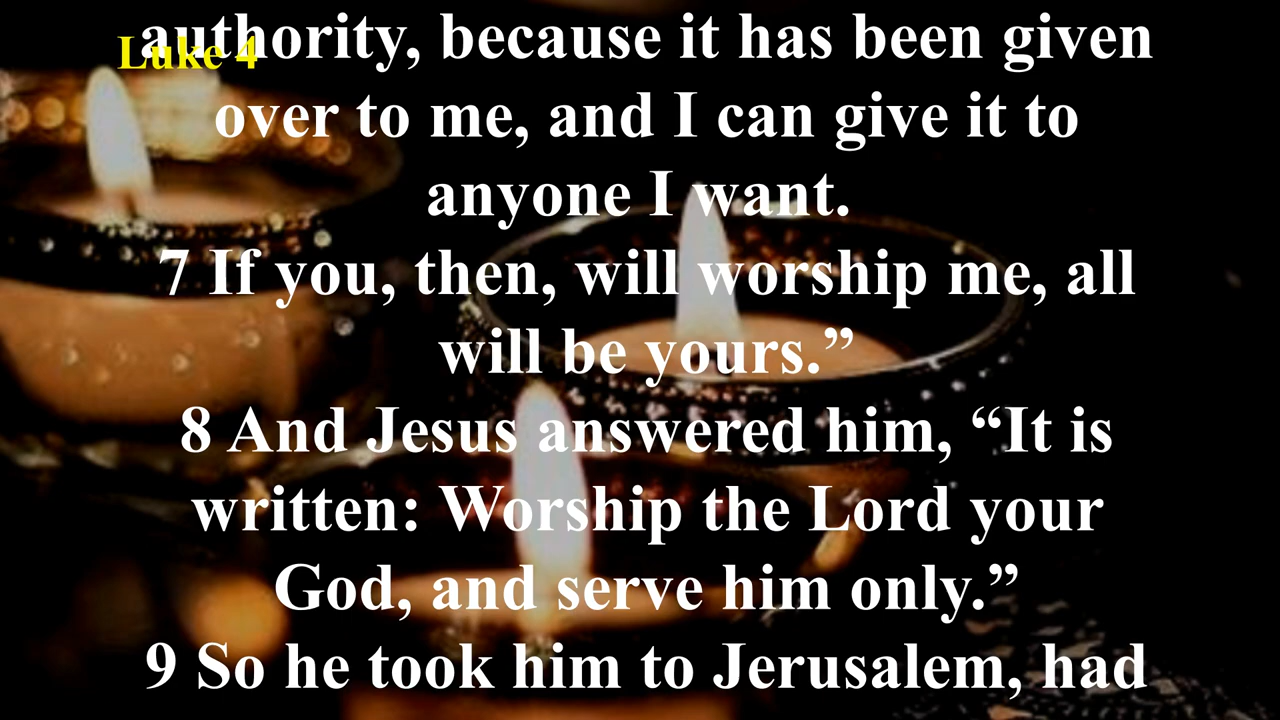 Luke 4
authority, because it has been given
over to me, and I can give it to
anyone I want.
7 If you, then, will worship me, all
will be yours.”
8 And Jesus answered him, “It is
written: Worship the Lord your
God, and serve him only.”
9 So he took him to Jerusalem, had